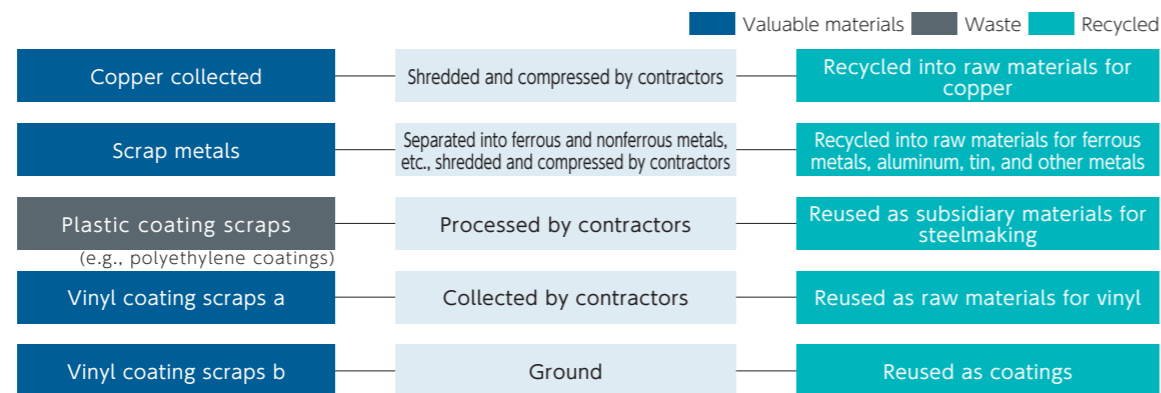 Valuable materials Waste Recycled
Copper collected
Shredded and compressed by contractors
Recycled into raw materials for
copper
Scrap metals
Separated into ferrous and nonferrous metals,
etc., shredded and compressed by contractors
Recycled into raw materials for ferrous
metals, aluminum, tin, and other metals
Plastic coating scraps
(e.g., polyethylene coatings)
Processed by contractors
Reused as subsidiary materials for
steelmaking
Vinyl coating scraps a
Collected by contractors
Reused as raw materials for vinyl
Vinyl coating scraps b
Ground
Reused as coatings